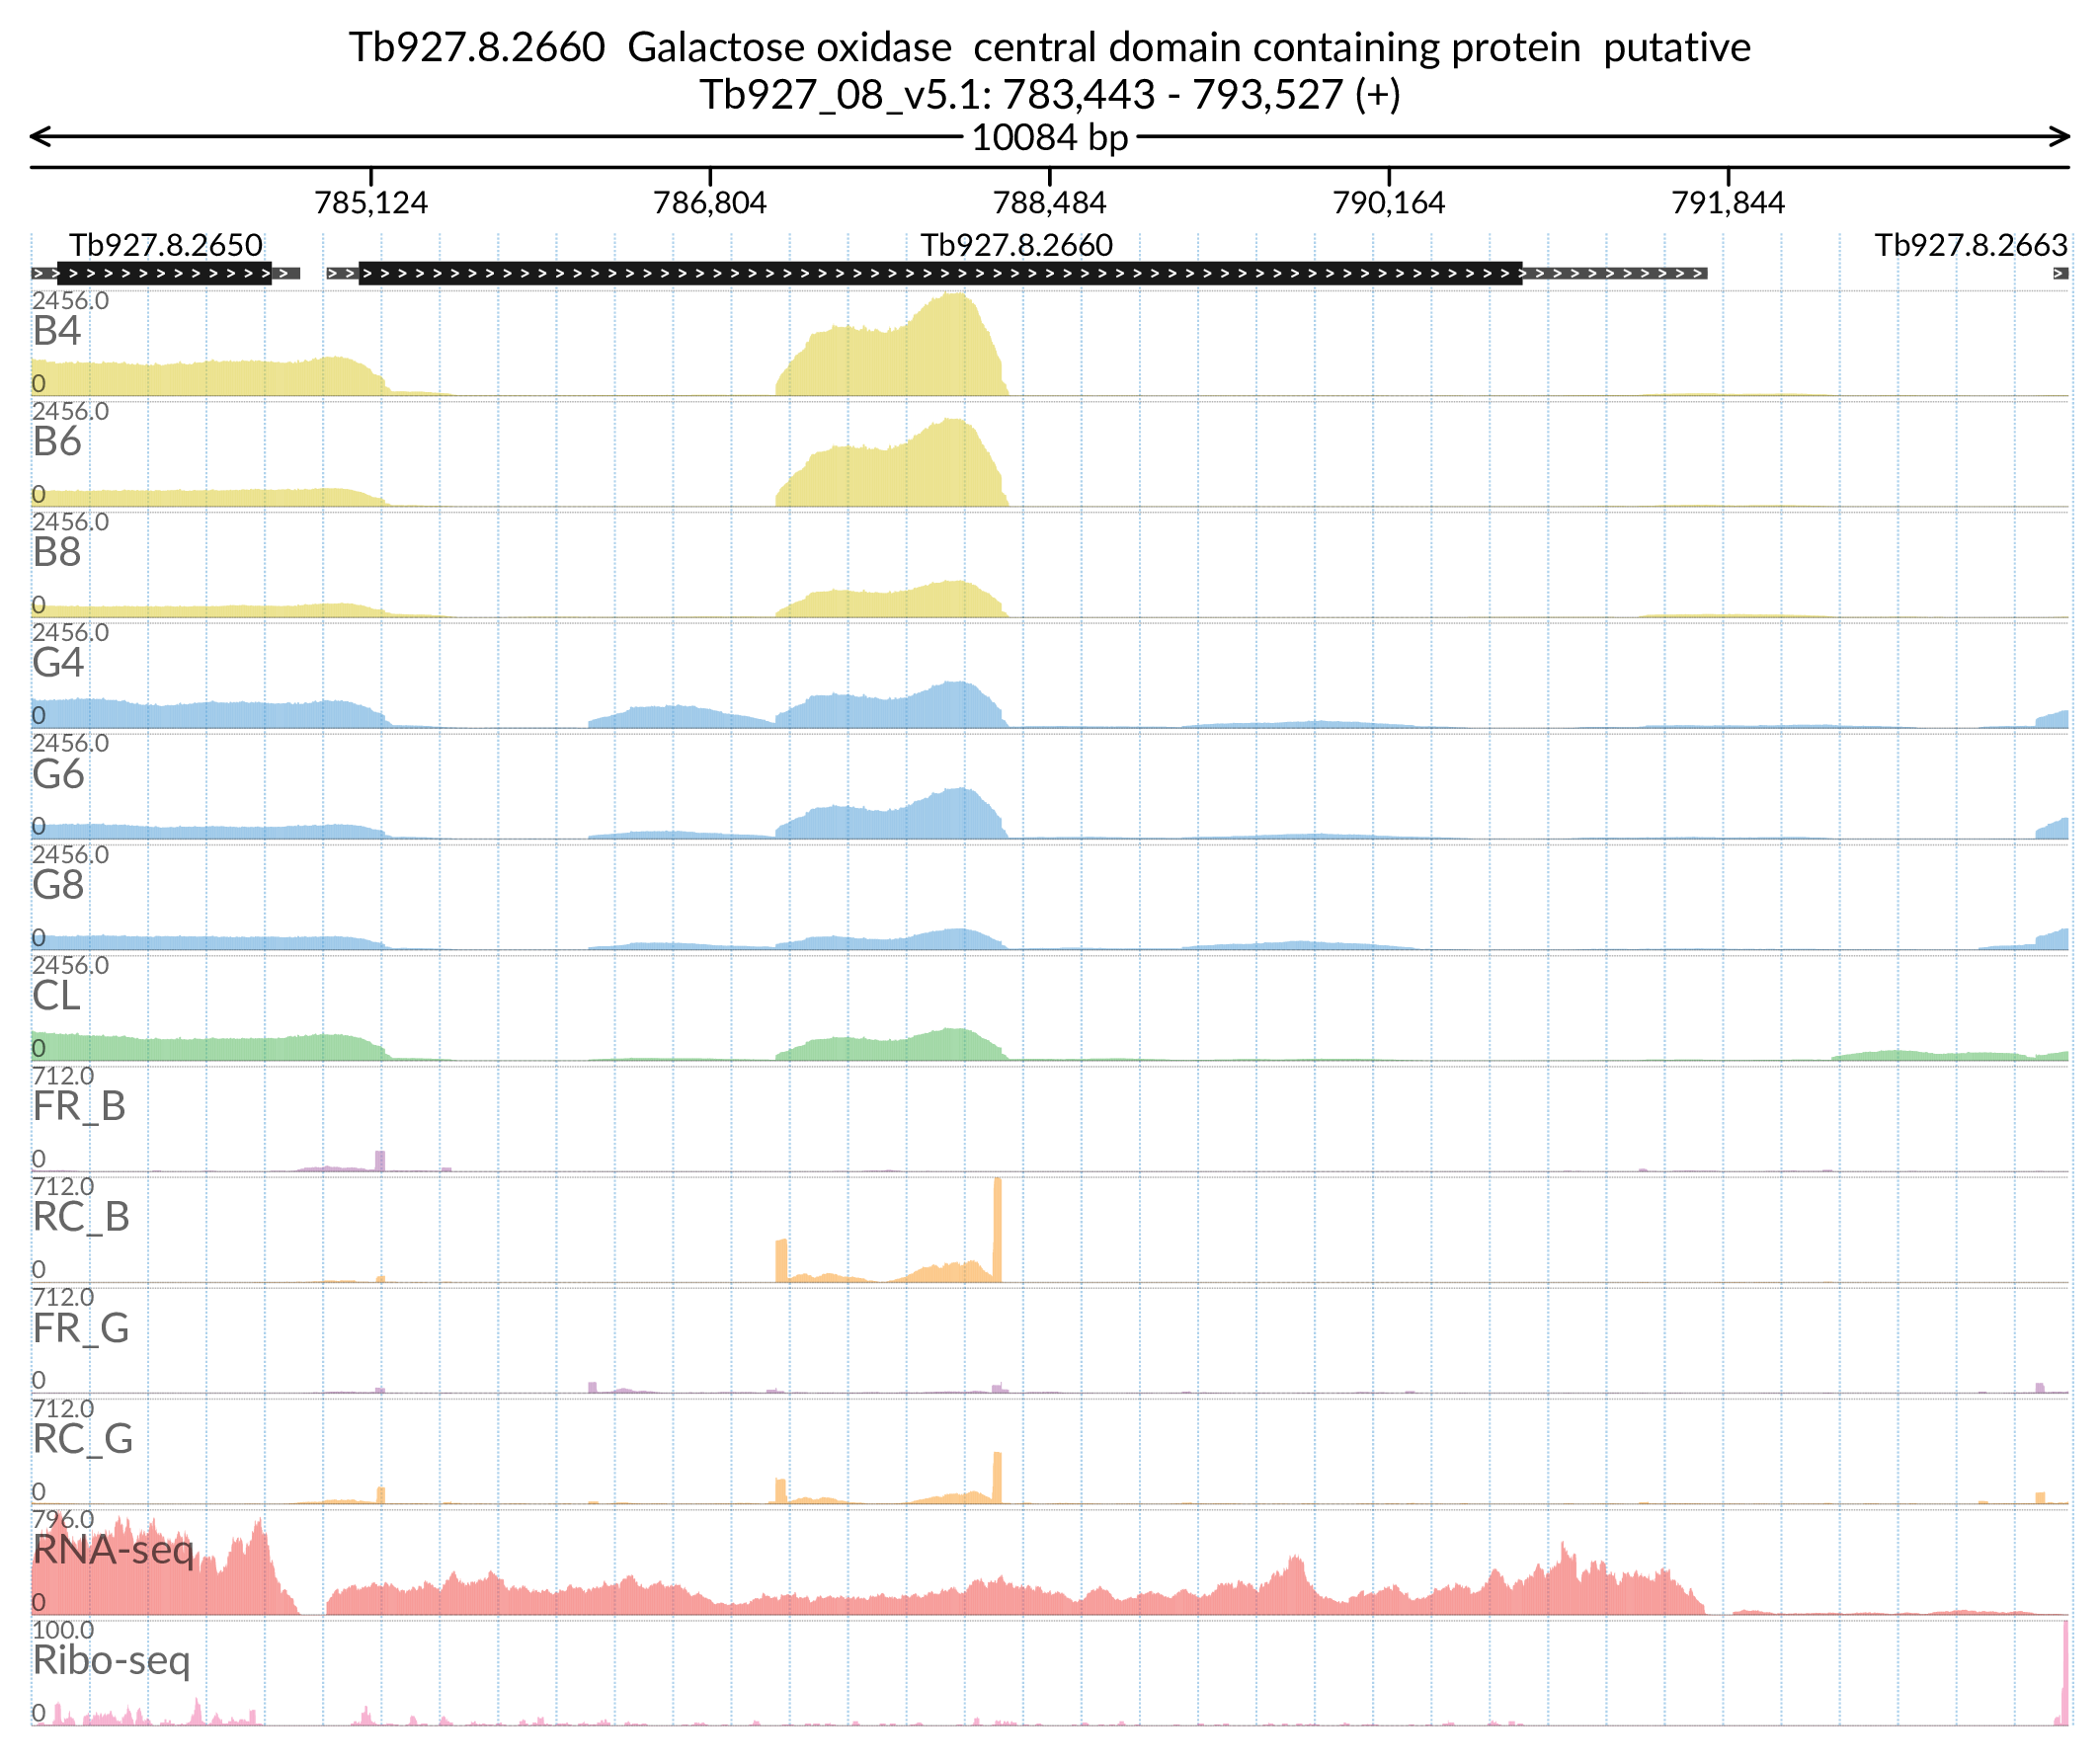 Tb927.8.2660 Galactose oxidase central domain containing protein putative
Tb927_08_v5.1: 783,443 - 793,527 (+)
10084 bp
785,124 786,804 788,484 790,164 791,844
Tb927.8.2650 Tb927.8.2660 Tb927.8.2663
2456.0
B4
0
2456.0
B6
0
2456.0
B8
0
2456.0
G4
0
2456.0
G6
0
2456.0
G8
0
2456.0
CL
0
712.0
FR_B
0
712.0
RC_B
0
712.0
FR_G
0
712.0
RC_G
0
796.0
RNA-seq
0
100.0
Ribo-seq
0